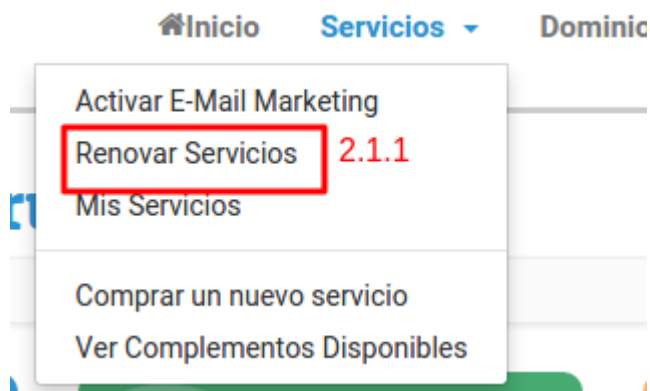 Inicio Servicios Dominio
Activar E-Mail Marketing
Renovar Servicios 2.1.1
Mis Servicios
Comprar un nuevo servicio
Ver Complementos Disponibles